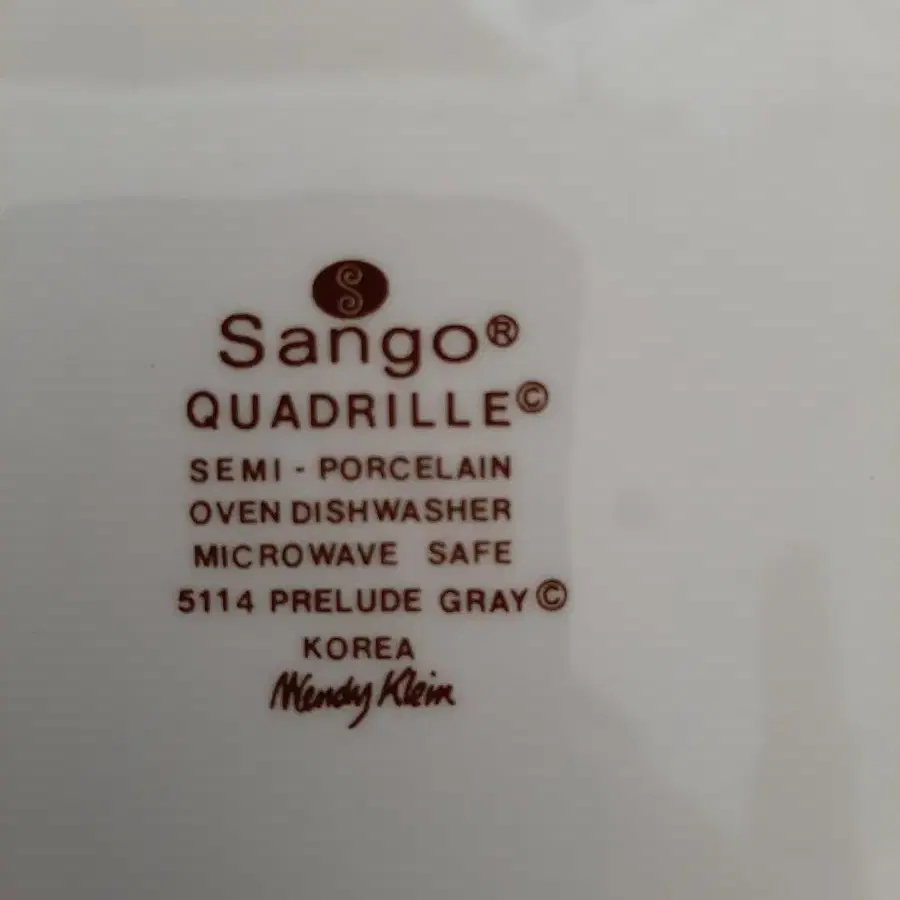 S
Sango®
QUADRILLE©
SEMI - PORCELAIN
OVEN DISHWASHER
MICROWAVE SAFE
5114 PRELUDE GRAY©
KOREA
Wendy Klein